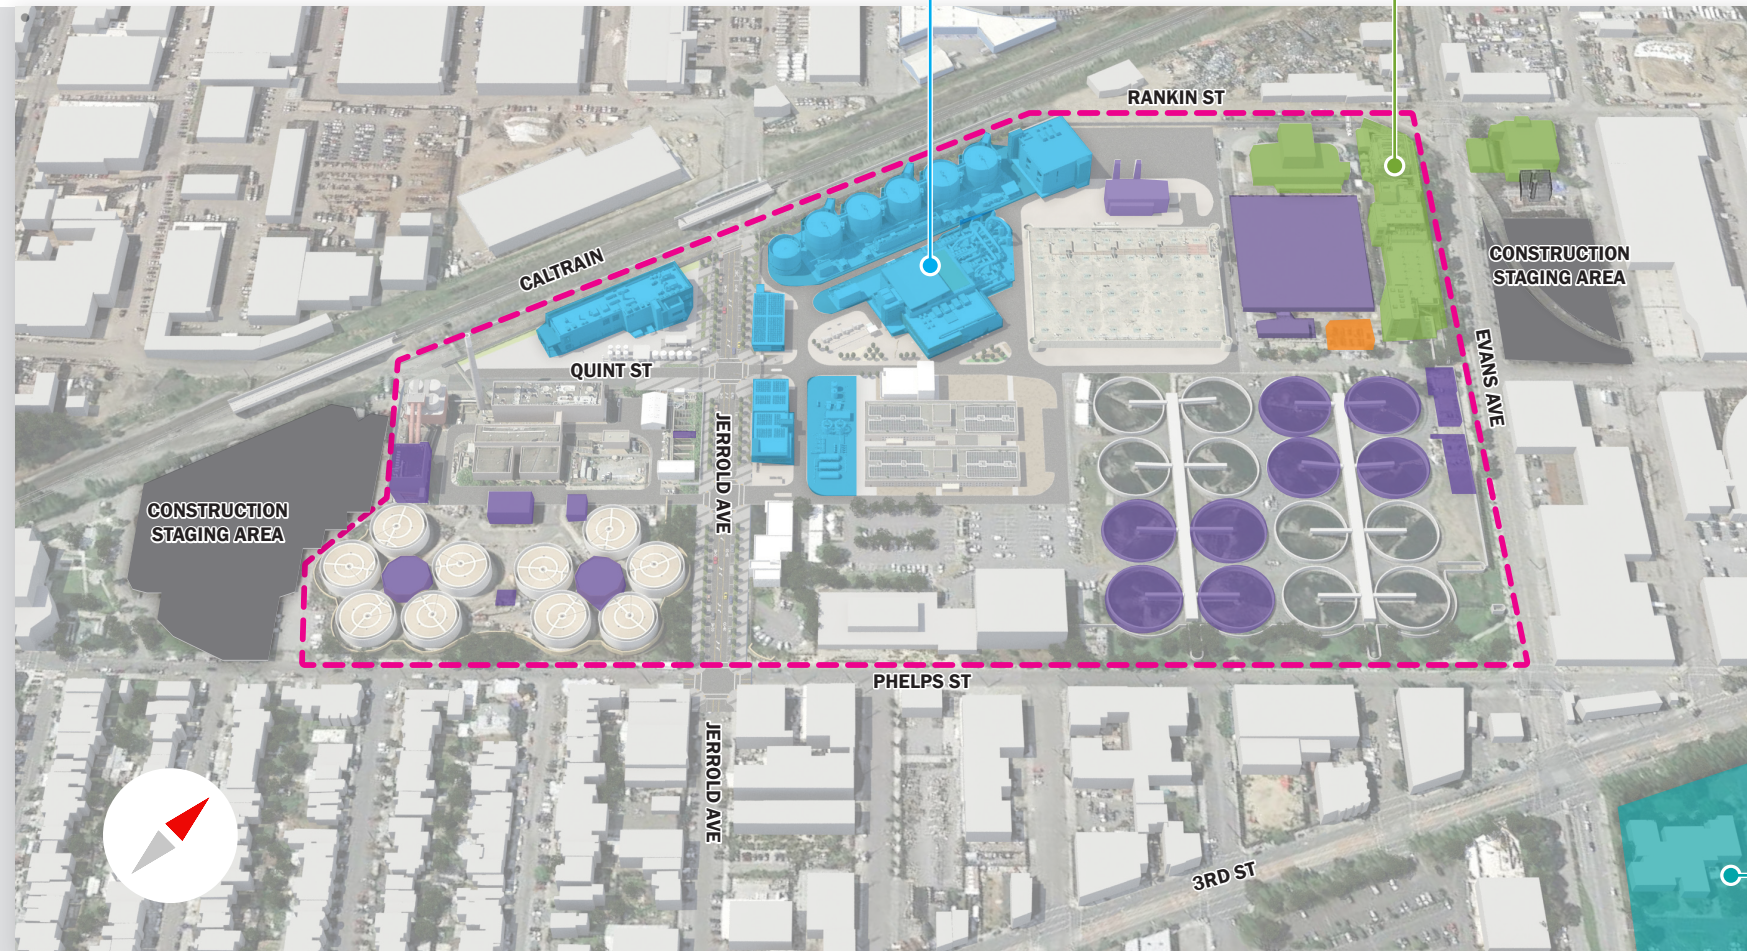 RANKIN ST
CALTRAIN
CONSTRUCTION
STAGING AREA
QUINT ST
EVANS AVE
JERROLD AVE
CONSTRUCTION
STAGING AREA
PHELPS ST
JERROLD AVE
3RD ST